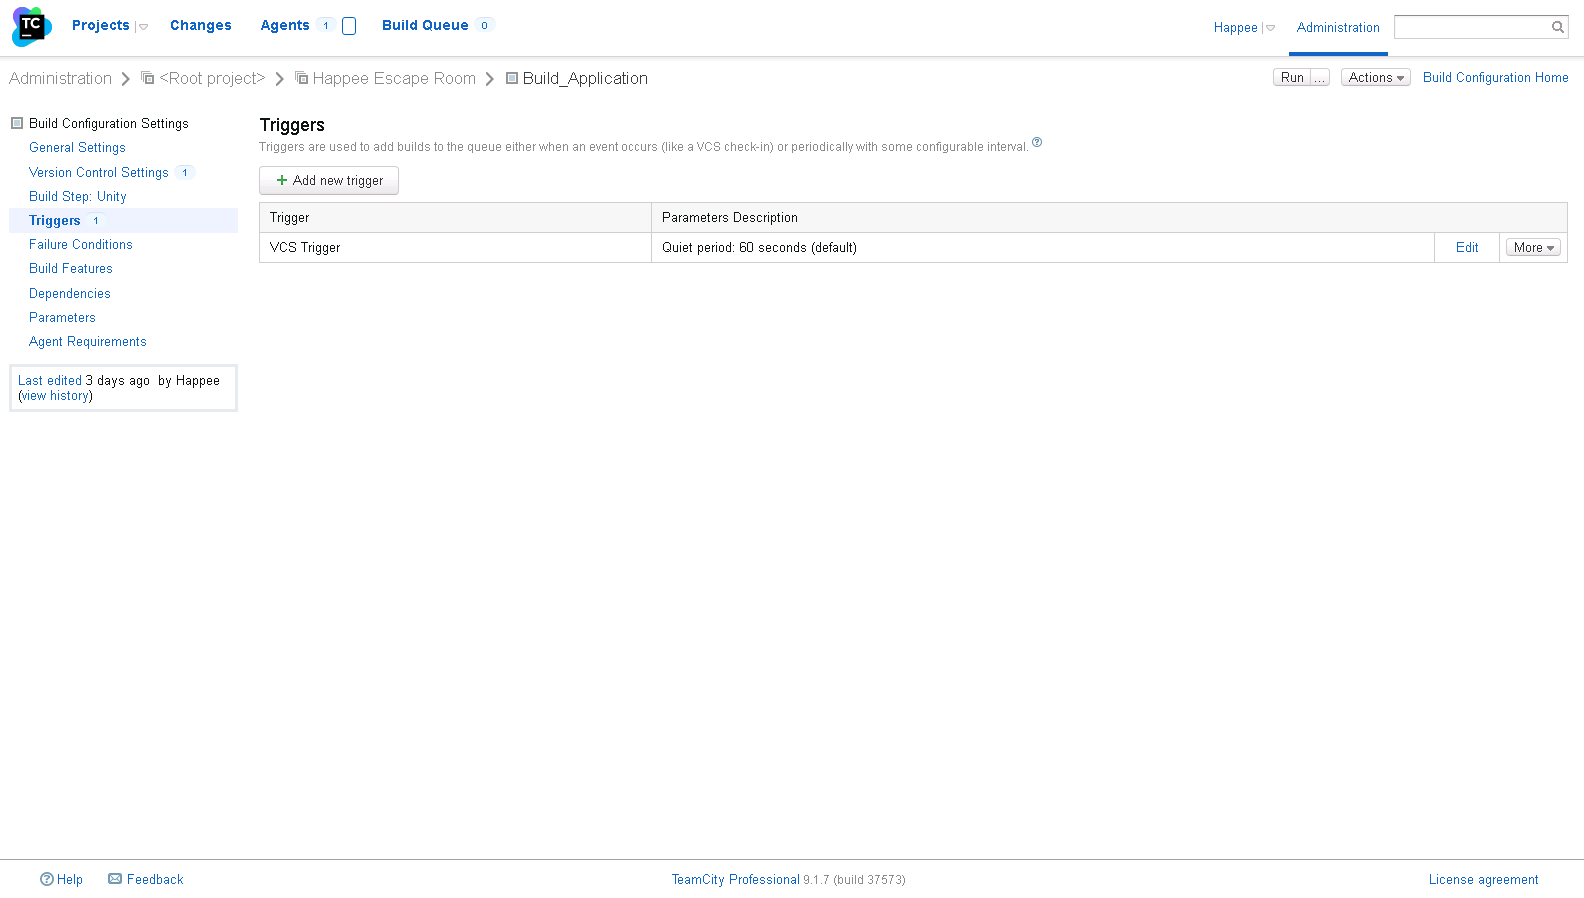 TC
Projects Changes Agents 1 Build Queue 0 Happee Administration
Administration <Root project> Happee Escape Room Build_Application Run ... Actions Build Configuration Home
Build Configuration Settings
General Settings
Version Control Settings 1
Build Step: Unity
Triggers 1
Failure Conditions
Build Features
Dependencies
Parameters
Agent Requirements
Last edited 3 days ago by Happee
(view history)
Triggers
Triggers are used to add builds to the queue either when an event occurs (like a VCS check-in) or periodically with some configurable interval. ?
+ Add new trigger
Trigger Parameters Description
VCS Trigger Quiet period: 60 seconds (default) Edit More
? Help Feedback TeamCity Professional 9.1.7 (build 37573) License agreement